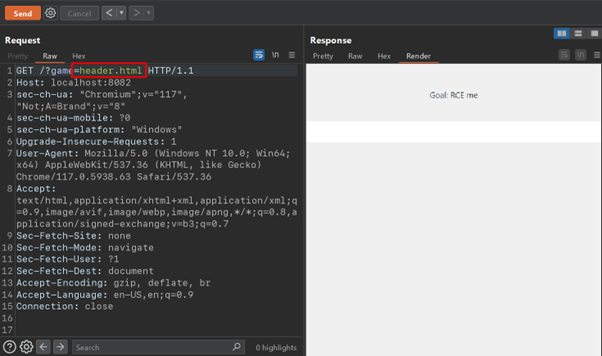 Send Cancel
Request Response
Pretty Raw Hex \n Pretty Raw Hex Render \n
1 GET /?game=header.html HTTP/1.1
2 Host: localhost:8082
3 sec-ch-ua: "Chromium";v="117",
"Not;A=Brand";v="8"
4 sec-ch-ua-mobile: ?0
5 sec-ch-ua-platform: "Windows"
6 Upgrade-Insecure-Requests: 1
7 User-Agent: Mozilla/5.0 (Windows NT 10.0; Win64;
x64) AppleWebKit/537.36 (KHTML, like Gecko)
Chrome/117.0.5938.63 Safari/537.36
8 Accept:
text/html,application/xhtml+xml,application/xml;q
=0.9,image/avif,image/webp,image/apng,*/*;q=0.8,a
pplication/signed-exchange;v=b3;q=0.7
9 Sec-Fetch-Site: none
10 Sec-Fetch-Mode: navigate
11 Sec-Fetch-User: ?1
12 Sec-Fetch-Dest: document
13 Accept-Encoding: gzip, deflate, br
14 Accept-Language: en-US,en;q=0.9
15 Connection: close
16
17
Goal: RCE me
Search 0 highlights